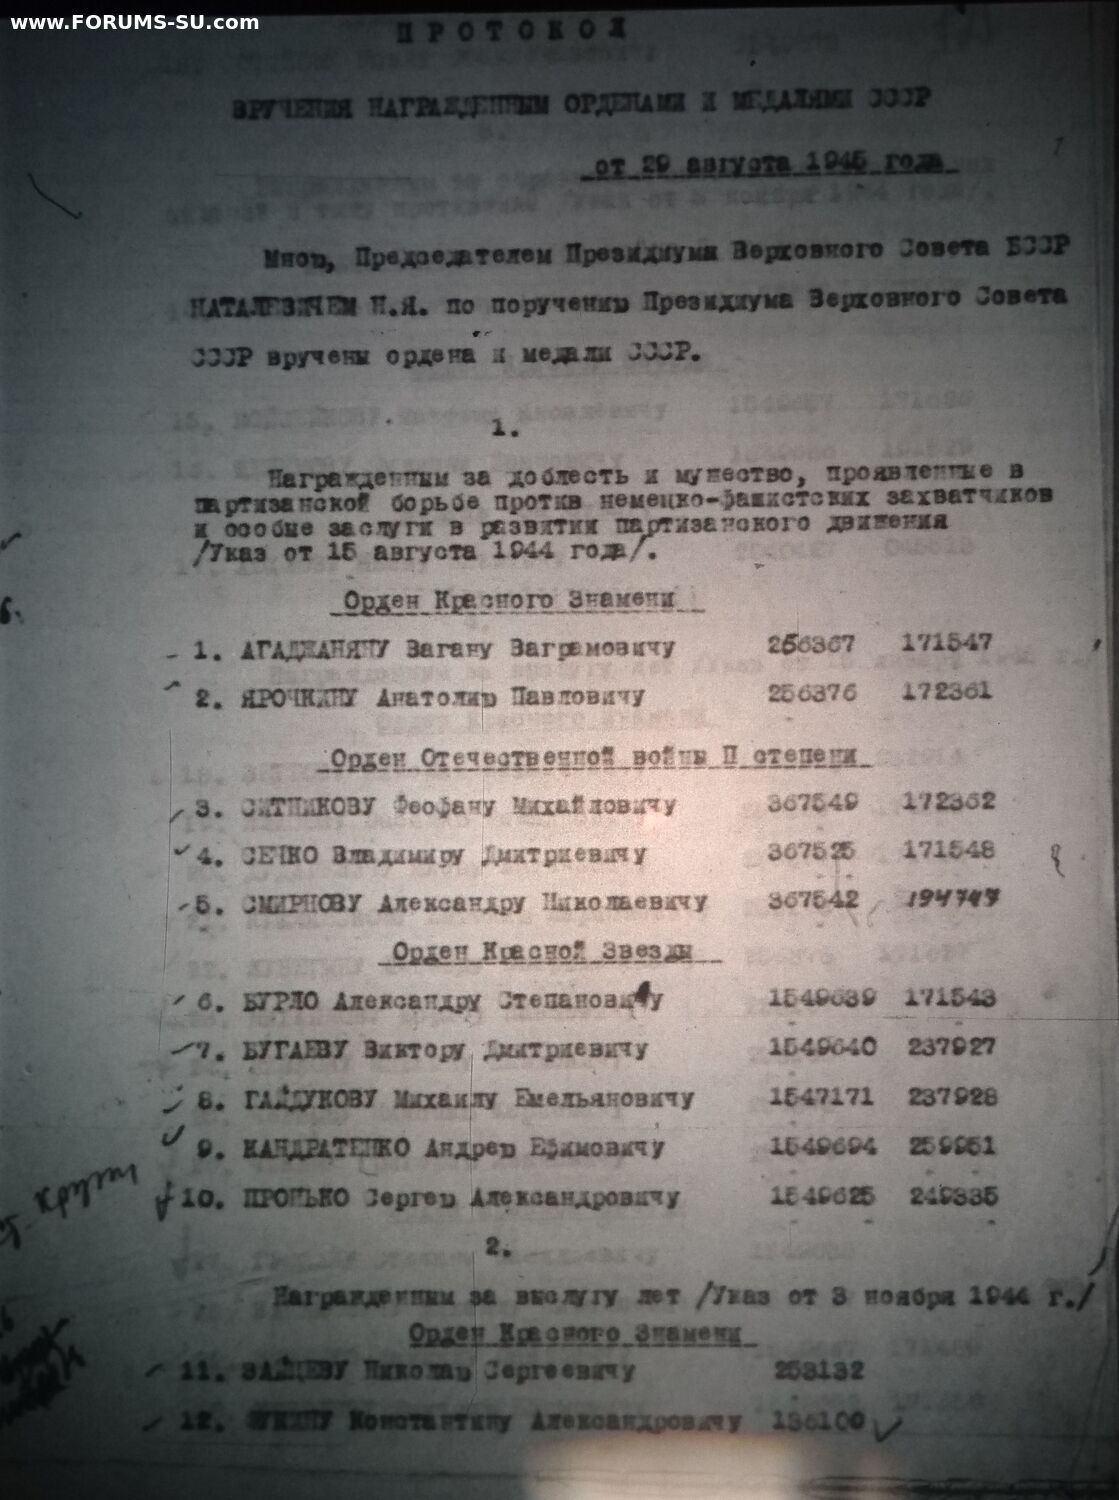 www.FORUMS-SU.com
ПРОТОКОЛ
ВРУЧЕНИЯ НАГРАЖДЕННЫМ ОРДЕНАМИ И МЕДАЛЯМИ СССР
от 29 августа 1945 года
Мною, Председателем Президиума Верховного Совета БССР
НАТАЛЕВИЧЕМ Н.Я. по поручению Президиума Верховного Совета
СССР вручены ордена и медали СССР.
1.
Награжденным за доблесть и мужество, проявленные в
партизанской борьбе против немецко-фашистских захватчиков
и особые заслуги в развитии партизанского движения
/Указ от 15 августа 1944 года/.
Орден Красного Знамени
1. АГАДЖАНЯНУ Вагану Ваграмовичу 256367 171547
2. ЯРОЧКИНУ Анатолию Павловичу 256376 172361
Орден Отечественной войны II степени
3. СИТНИКОВУ Феофану Михайловичу 367549 172362
4. СЕЧКО Владимиру Дмитриевичу 367525 171548
5. СМИРНОВУ Александру Николаевичу 367542 194747
Орден Красной Звезды
6. БУРЛО Александру Степановичу 1549639 171543
7. БУГАЕВУ Виктору Дмитриевичу 1549640 237927
8. ГАЙДУКОВУ Михаилу Емельяновичу 1547171 237928
9. КАНДРАТЕНКО Андрею Ефимовичу 1549694 259951
10. ПРОНЬКО Сергею Александровичу 1549625 249335
2.
Награжденным за выслугу лет /Указ от 3 ноября 1944 г./
Орден Красного Знамени
11. ЗАЙЦЕВУ Николаю Сергеевичу 253132
12. Константину Александровичу 136100